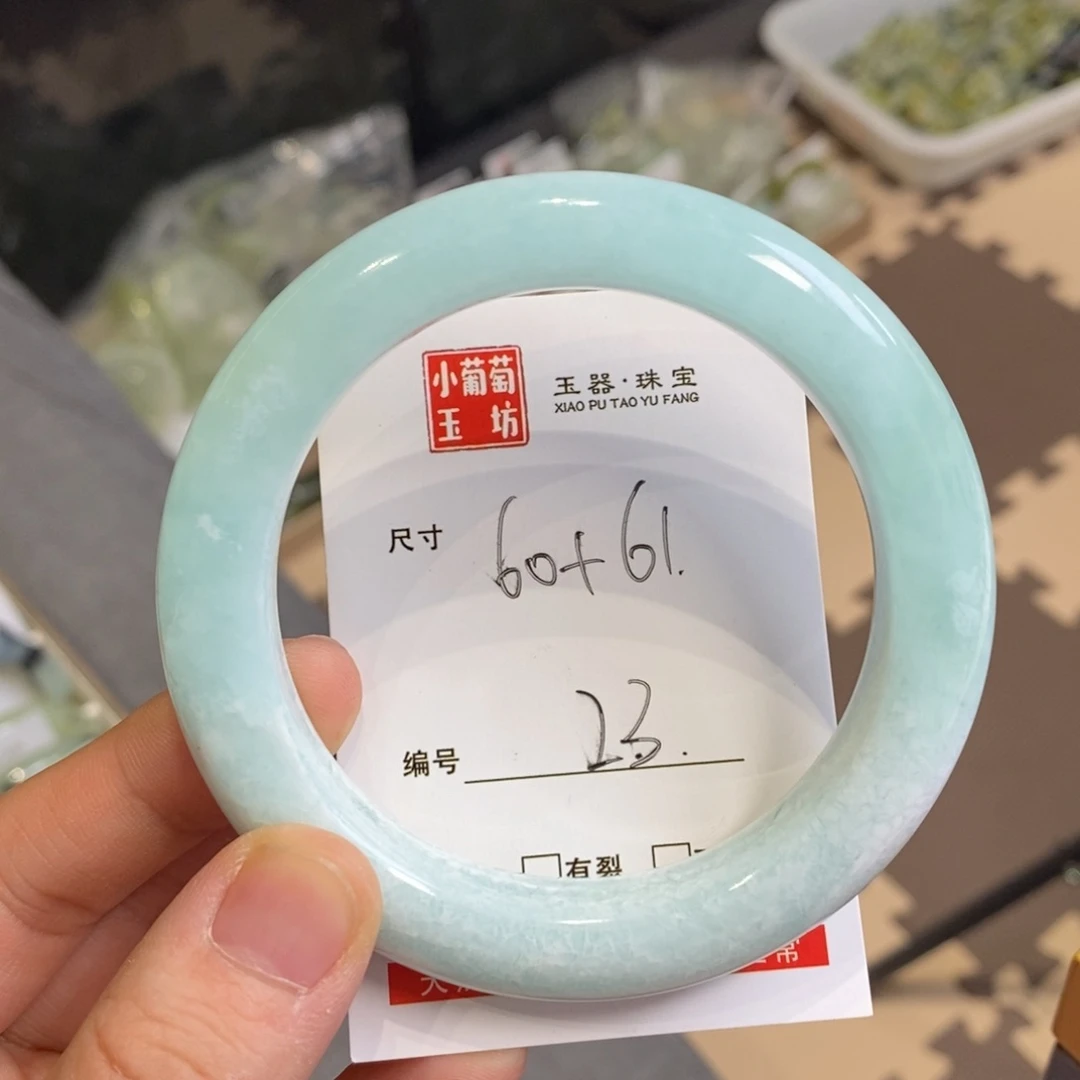 小葡萄
玉坊
玉器·珠宝
XIAO PU TAO YU FANG
尺寸 60+61.
编号 23.
有裂